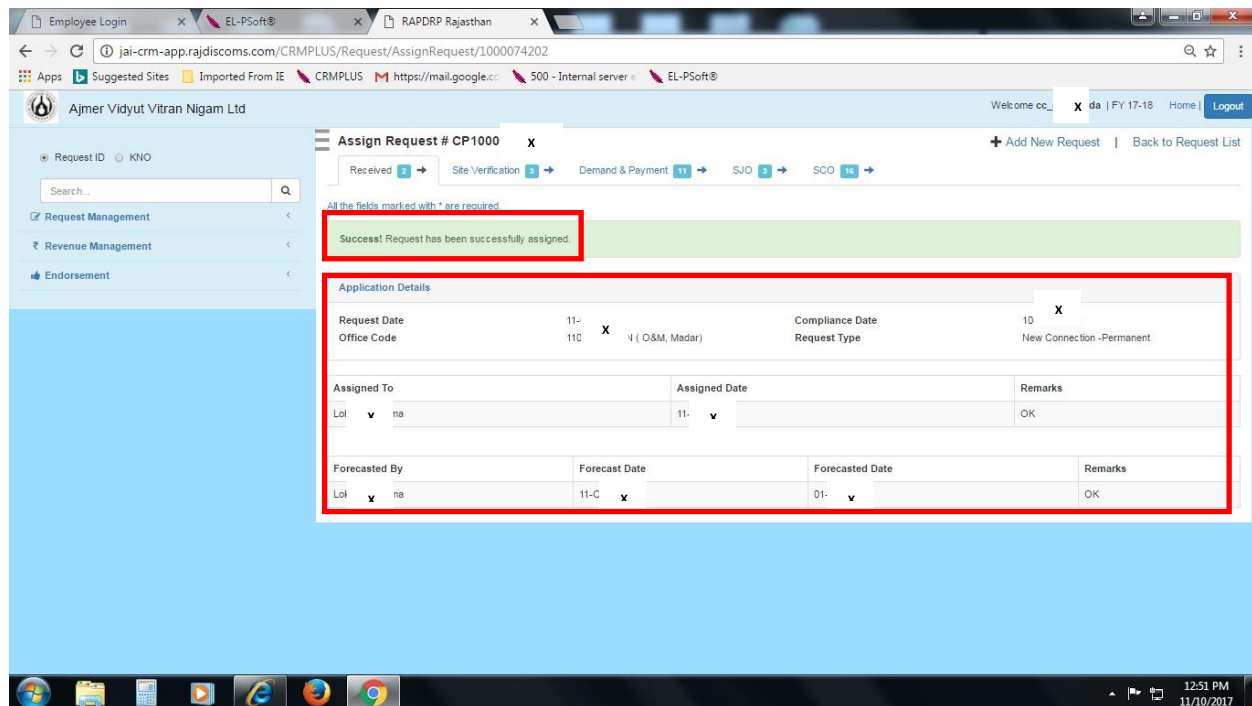 Employee Login
EL-PSoft®
RAPDRP Rajasthan
jai-crm-app.rajdiscoms.com/CRMPLUS/Request/AssignRequest/1000074202
Apps Suggested Sites Imported From IE CRMPLUS https://mail.google.cc 500 - Internal server e EL-PSoft®
Ajmer Vidyut Vitran Nigam Ltd
Welcome cc_ x da | FY 17-18 Home | Logout
Request ID KNO
Search...
Request Management
₹ Revenue Management
Endorsement
Assign Request # CP1000 x
+ Add New Request | Back to Request List
Received 2 → Site Verification 3 → Demand & Payment 11 → SJO 3 → SCO 16 →
All the fields marked with * are required.
Success! Request has been successfully assigned.
Application Details
Request Date 11- x Compliance Date 10 x
Office Code 110 ( O&M, Madar) Request Type New Connection -Permanent
Assigned To Assigned Date Remarks
Lol x ma 11- x OK
Forecasted By Forecast Date Forecasted Date Remarks
Lok x ma 11-O x 01- x OK
12:51 PM
11/10/2017